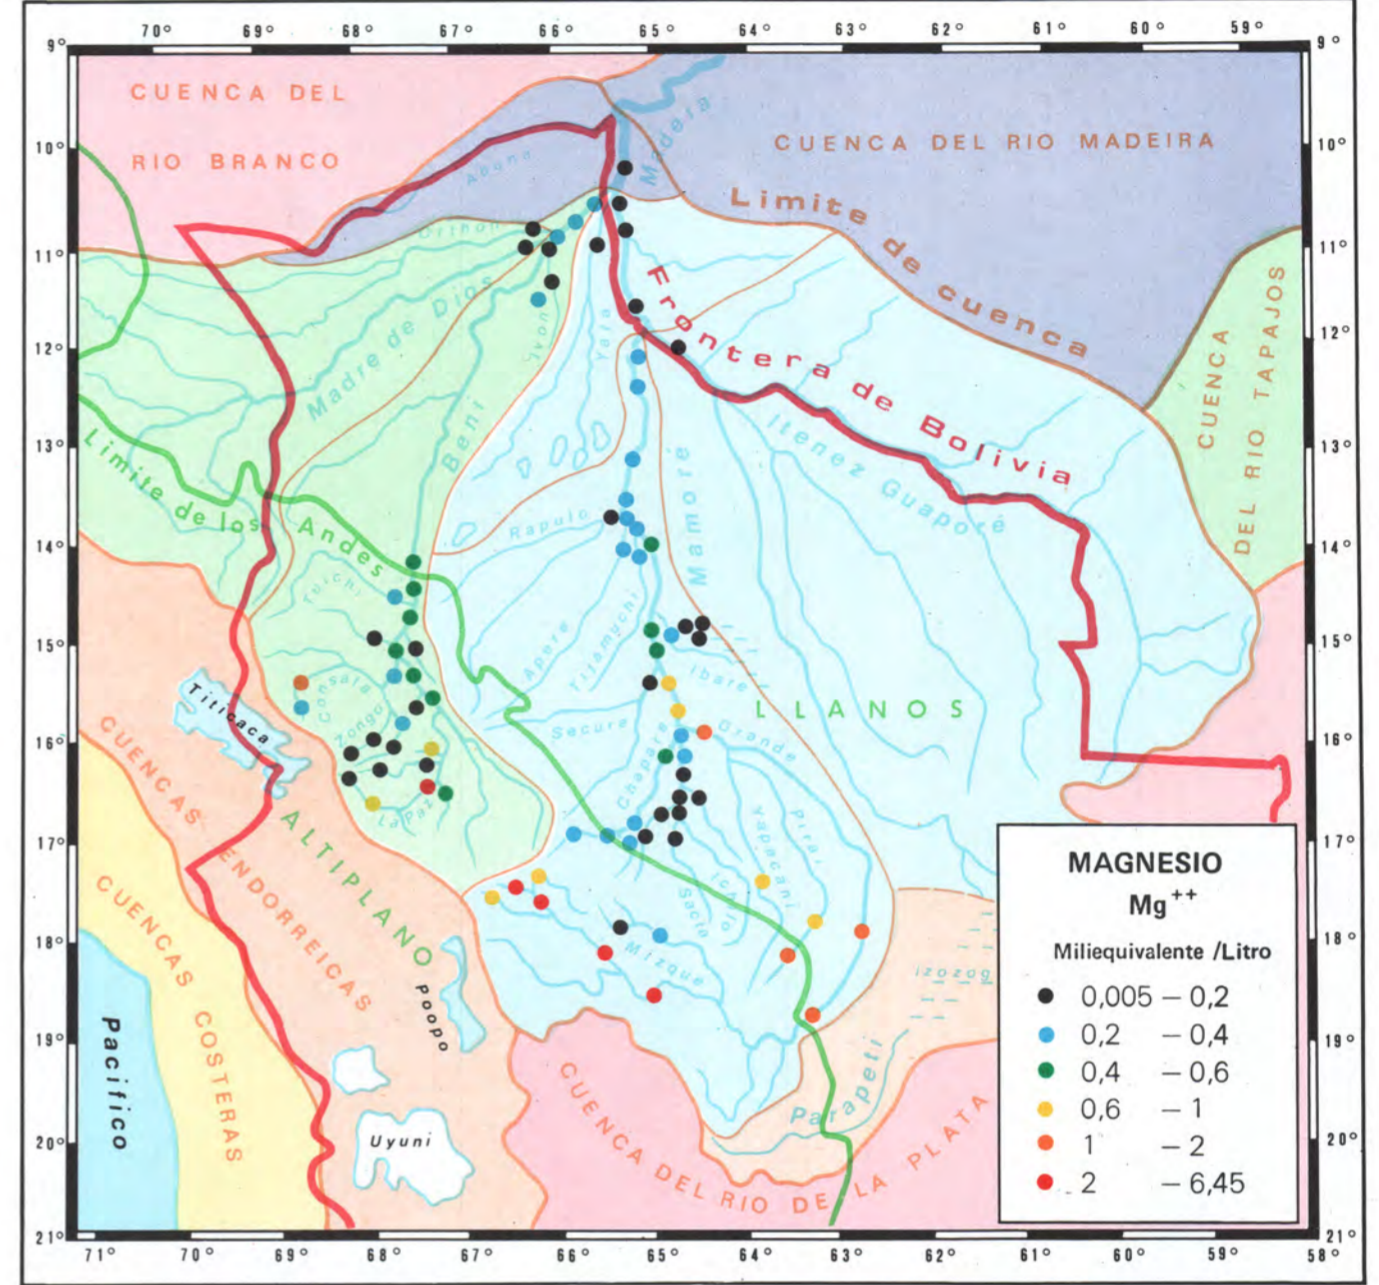 70° 69° 68° 67° 66° 65° 64° 63° 62° 61° 60° 59°
9° 9°
CUENCA DEL
RIO BRANCO
CUENCA DEL RIO MADEIRA
Madeia
Abuna
10° 10°
Limite de cuenca
Orthon
11° 11°
Madre de Dios
Frontera de Bolivia
CUENCA
DEL RIO TAPAJOS
Yata
12° 12°
Beni
Mamoré
Itenez Guaporé
13° 13°
Limite de los Andes
Rapulo
14° 14°
Tuichi
Apere
Tijamuchi
15° 15°
Ibare
Consata
Titicaca
Zongo
Secura
LLANOS
Grande
16° 16°
Chapare
CUENCAS
ENDORREICAS
ALTIPLANO
La Paz
Yapacani
Pirai
17° 17°
Ichilo
Sacta
CUENCAS COSTERAS
18° 18°
Mizque
Izozog
Poopo
Pacifico
19° 19°
Parapeti
CUENCA DEL RIO DE LA PLATA
Uyuni
20° 20°
21° 21°
71° 70° 69° 68° 67° 66° 65° 64° 63° 62° 61° 60° 59° 58°
MAGNESIO
Mg++
Miliequivalente /Litro
0,005 – 0,2
0,2 – 0,4
0,4 – 0,6
0,6 – 1
1 – 2
2 – 6,45